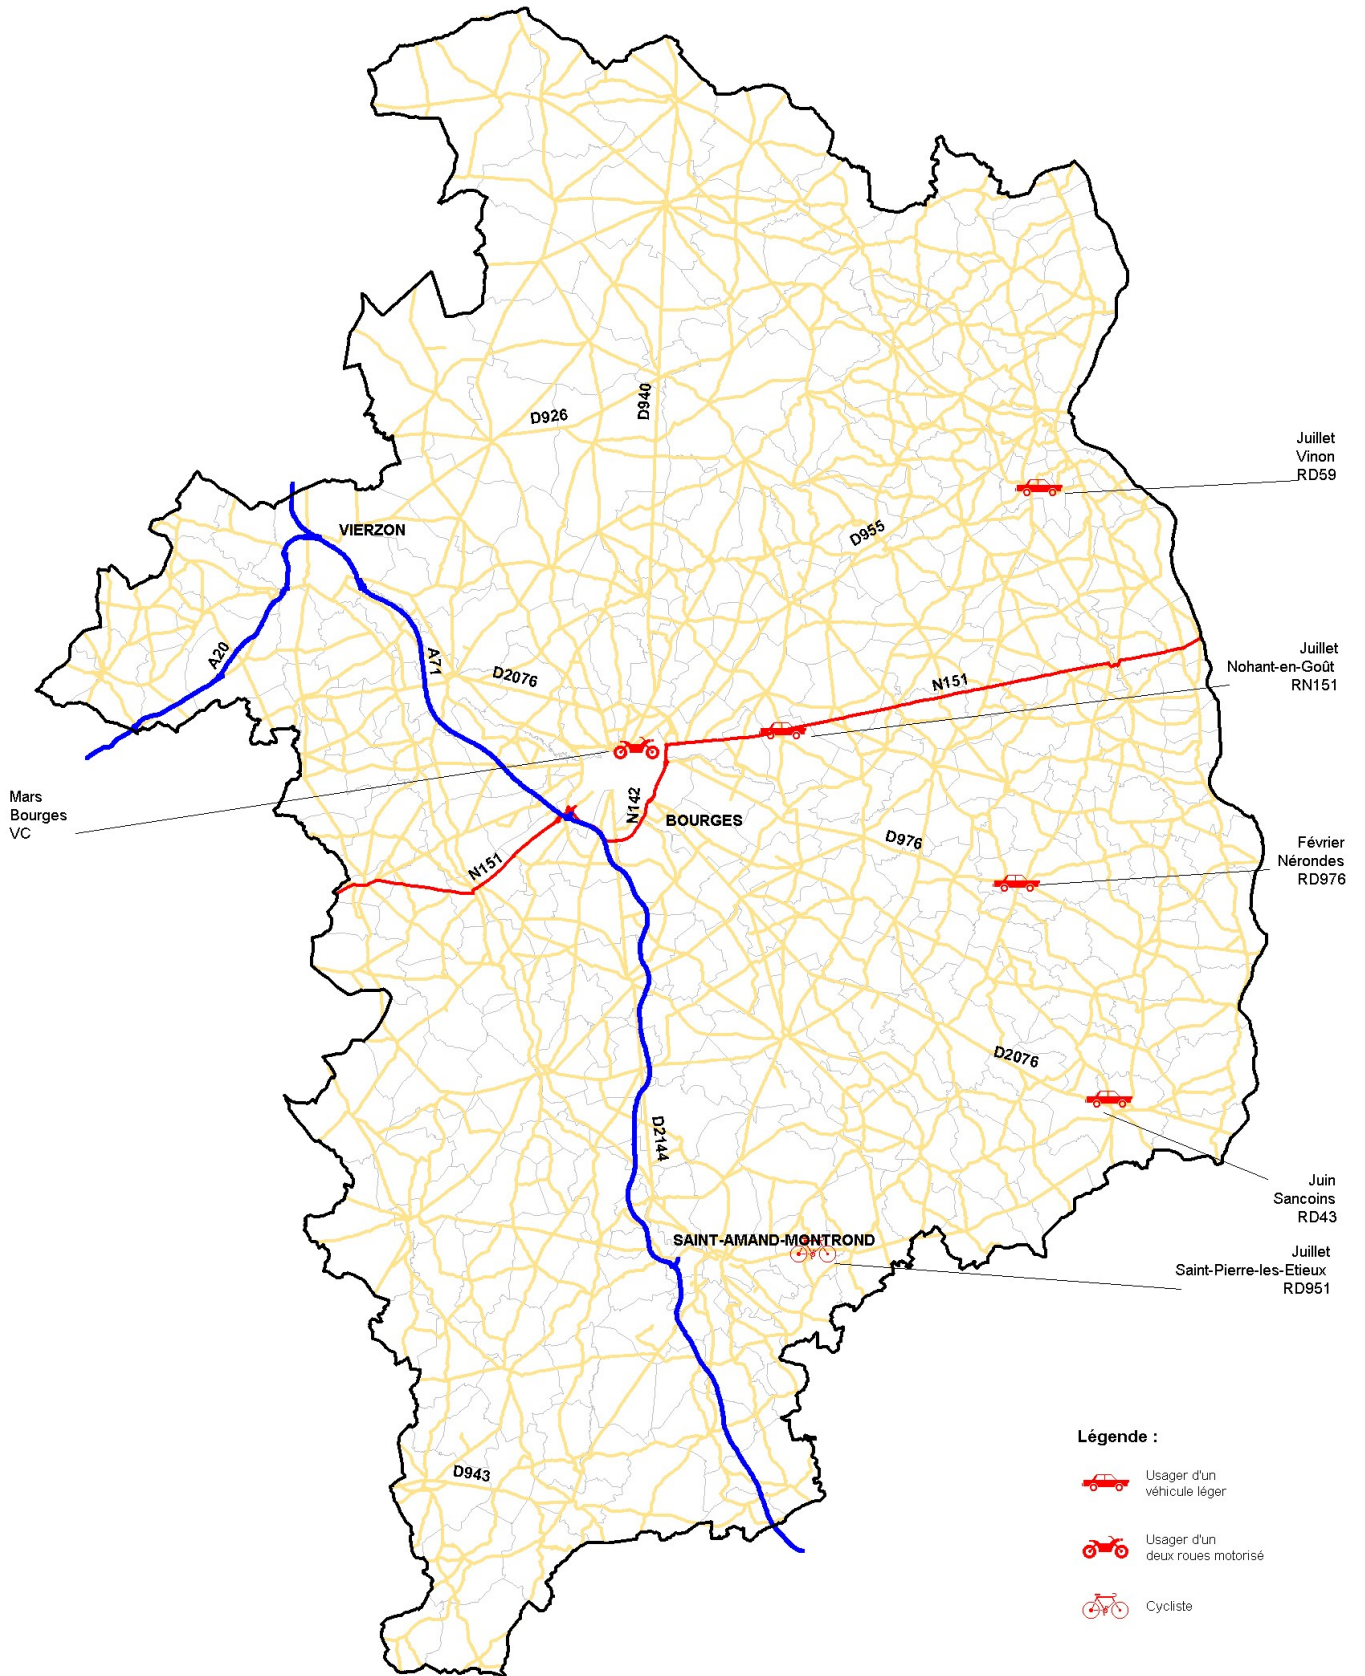 D926
D940
Juillet
Vinon
RD59
VIERZON
D955
A20
A71
D2076
N151
Juillet
Nohant-en-Goût
RN151
Mars
Bourges
VC
N142
BOURGES
D976
Février
Nérondes
RD976
N151
D2076
D2144
Juin
Sancoins
RD43
SAINT-AMAND-MONTROND
Juillet
Saint-Pierre-les-Etieux
RD951
D943
Légende :
Usager d'un
véhicule léger
Usager d'un
deux roues motorisé
Cycliste